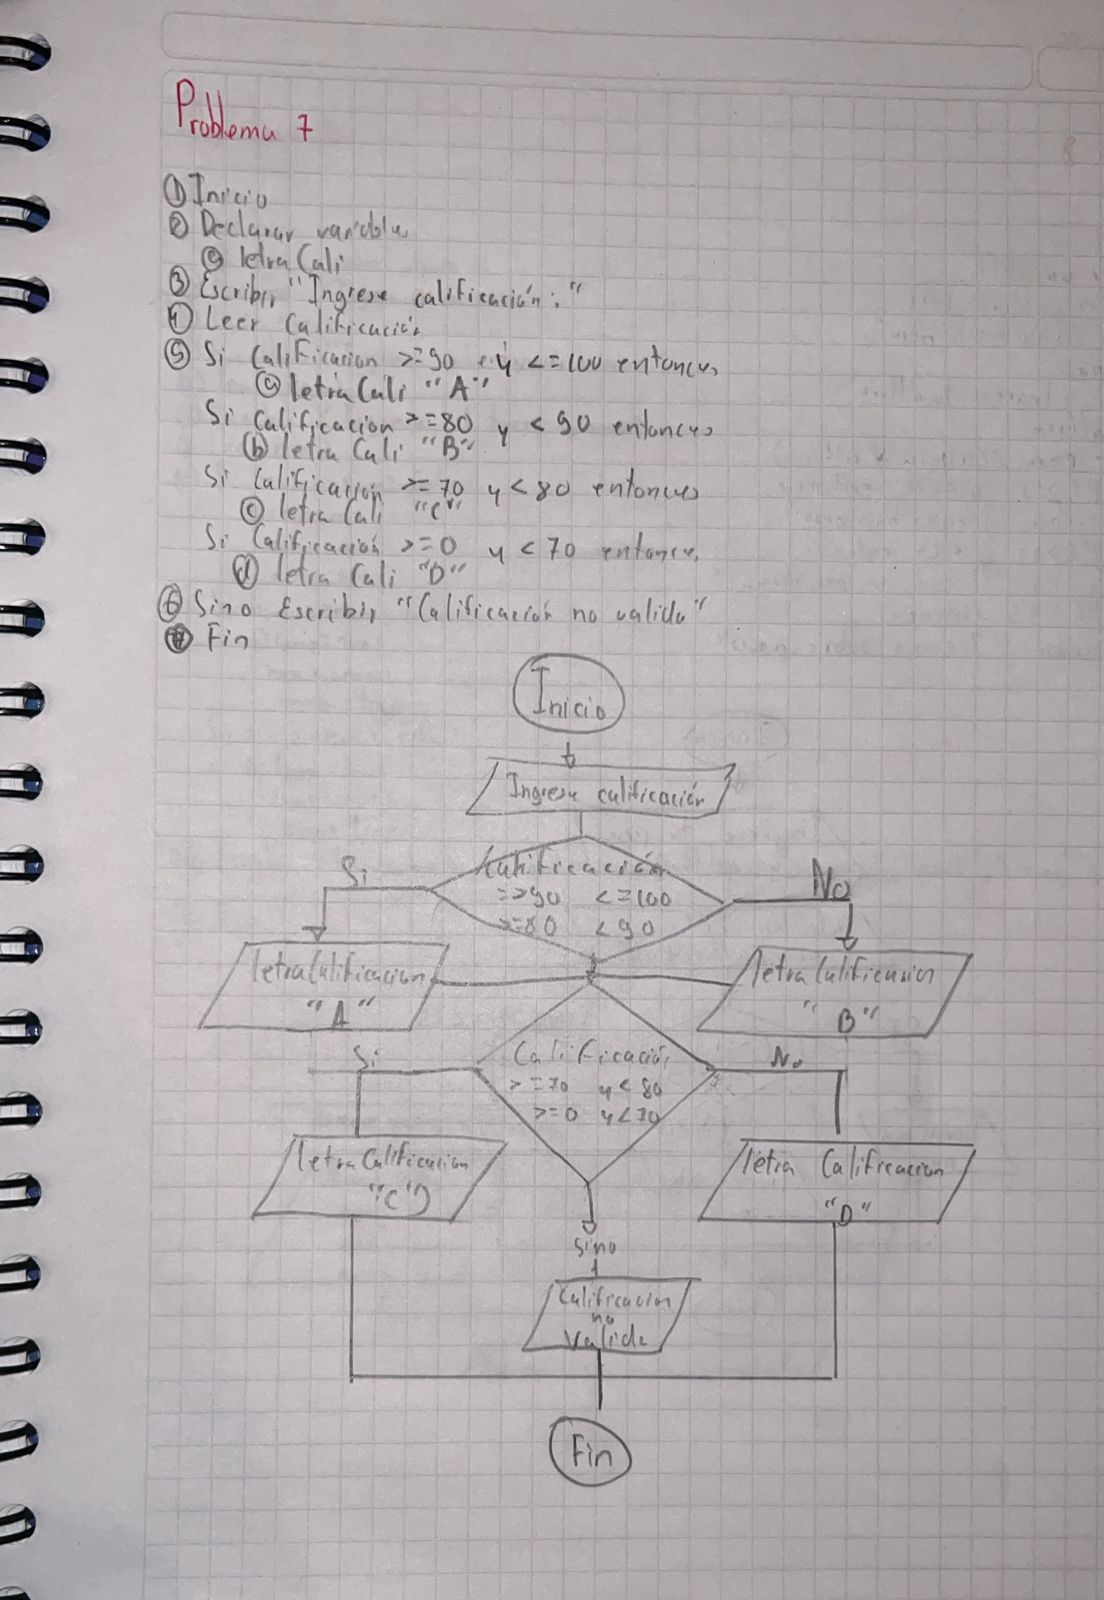 Problema 7
① Inicio
② Declarar variables
ⓐ letra Cali
③ Escribir "Ingrese calificación:"
④ Leer Calificación
⑤ Si Calificacion >=90 y <=100 entonces
ⓐ letra Cali "A"
Si Calificacion >=80 y <90 entonces
ⓑ letra Cali "B"
Si Calificación >=70 y <80 entonces
ⓒ letra Cali "C"
Si Calificación >=0 y <70 entonces
ⓓ letra Cali "D"
⑥ Sino Escribir "Calificación no valida"
⑦ Fin
Inicio
Ingrese calificación
Calificación
Si No
=>90 <=100
>=80 <90
letra Calificacion
"A"
letra Calificacion
"B"
Calificación
Si No
>=70 y <80
>=0 y <70
letra Calificacion
"C")
letra Calificacion
"D"
Sino
Calificacion
no
valida
Fin